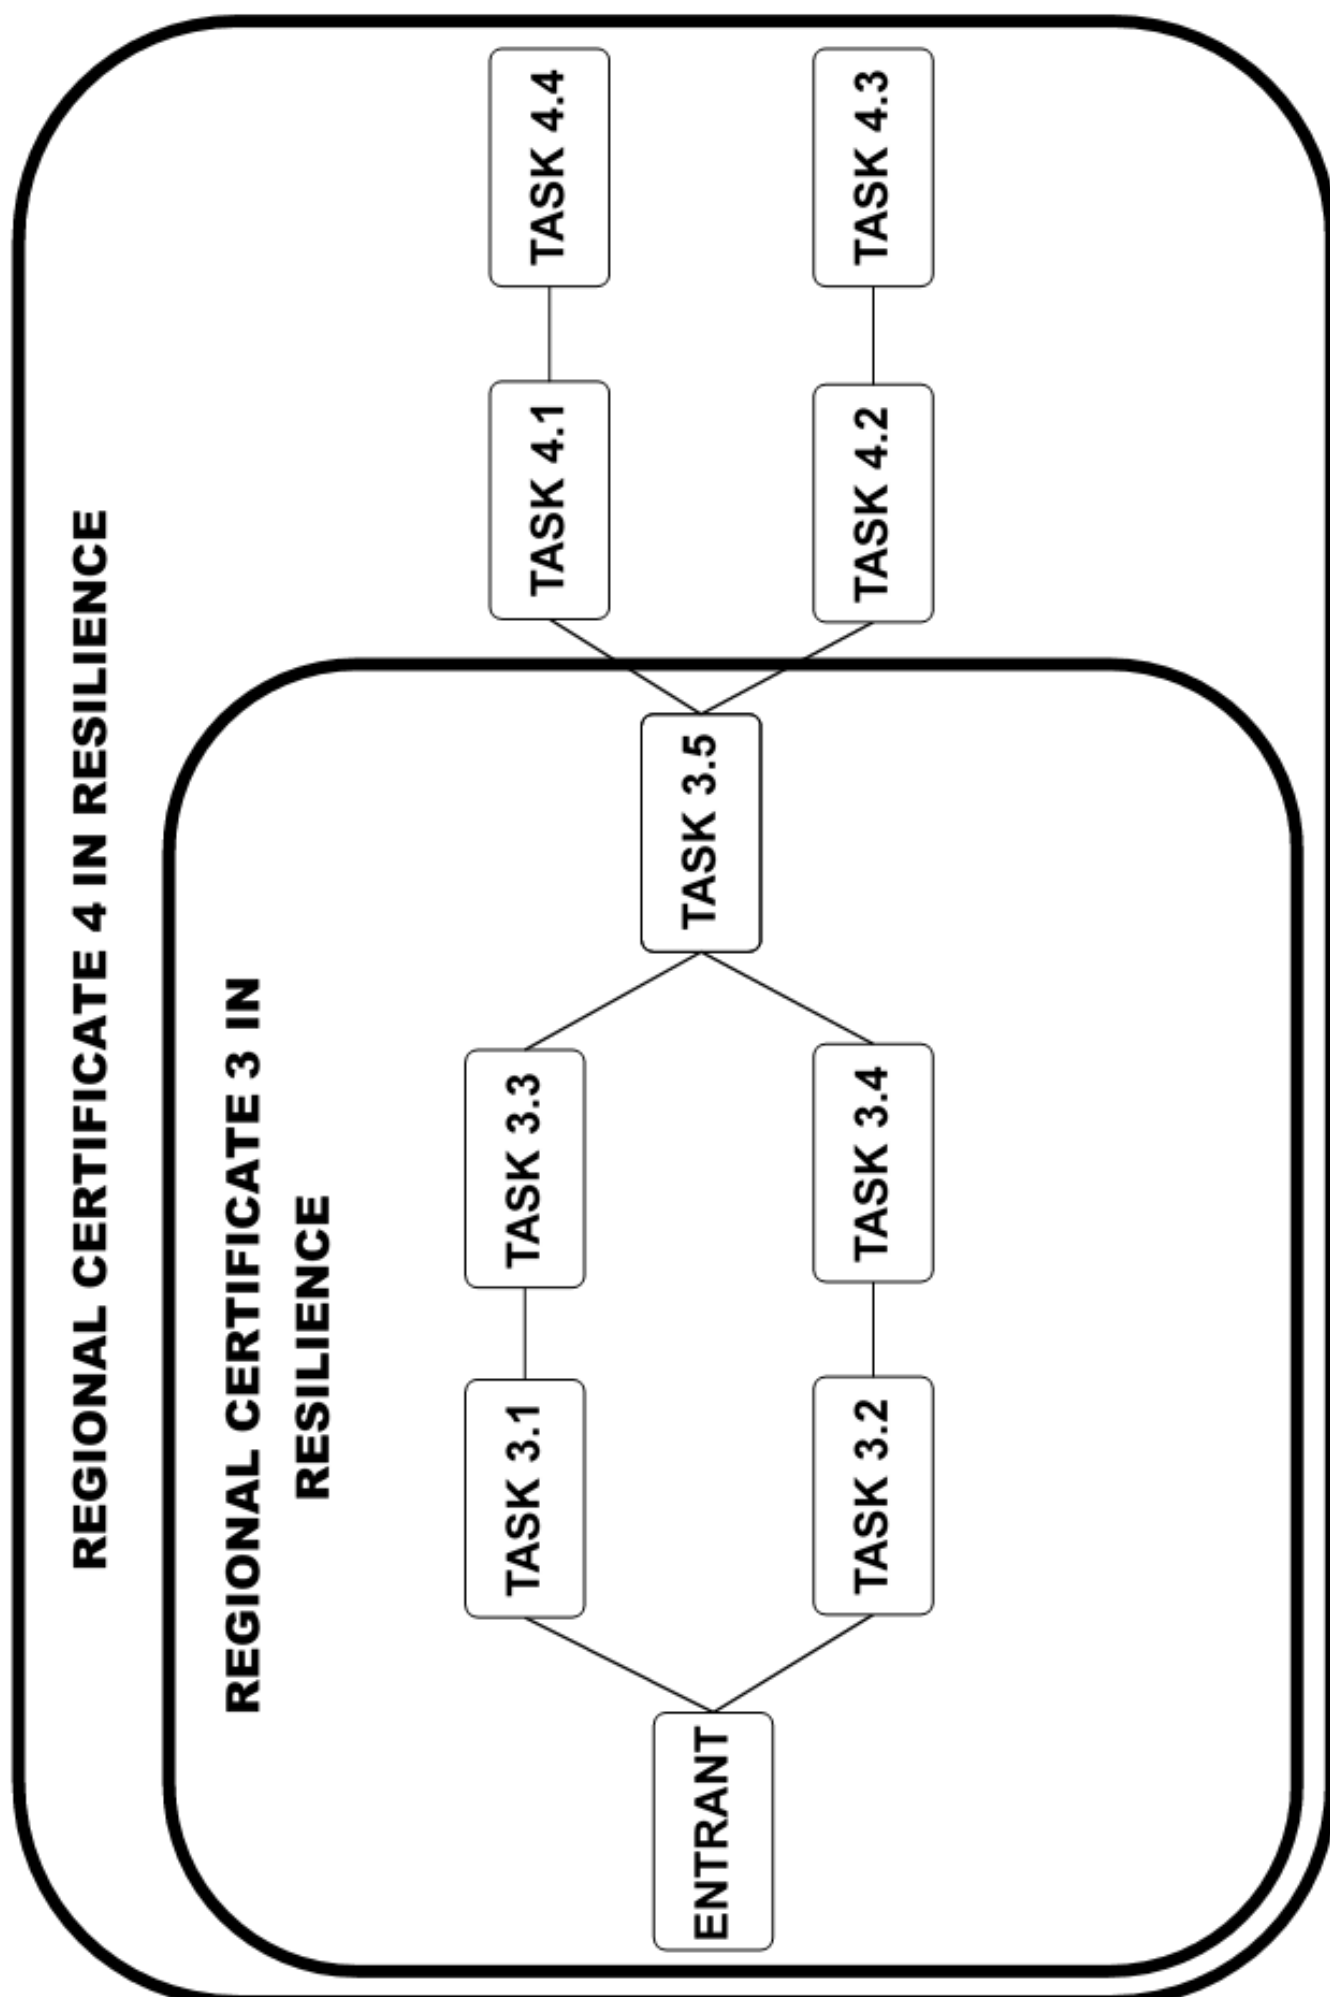 REGIONAL CERTIFICATE 4 IN RESILIENCE
REGIONAL CERTIFICATE 3 IN
RESILIENCE
ENTRANT
TASK 3.1
TASK 3.3
TASK 3.2
TASK 3.4
TASK 3.5
TASK 4.1
TASK 4.4
TASK 4.2
TASK 4.3